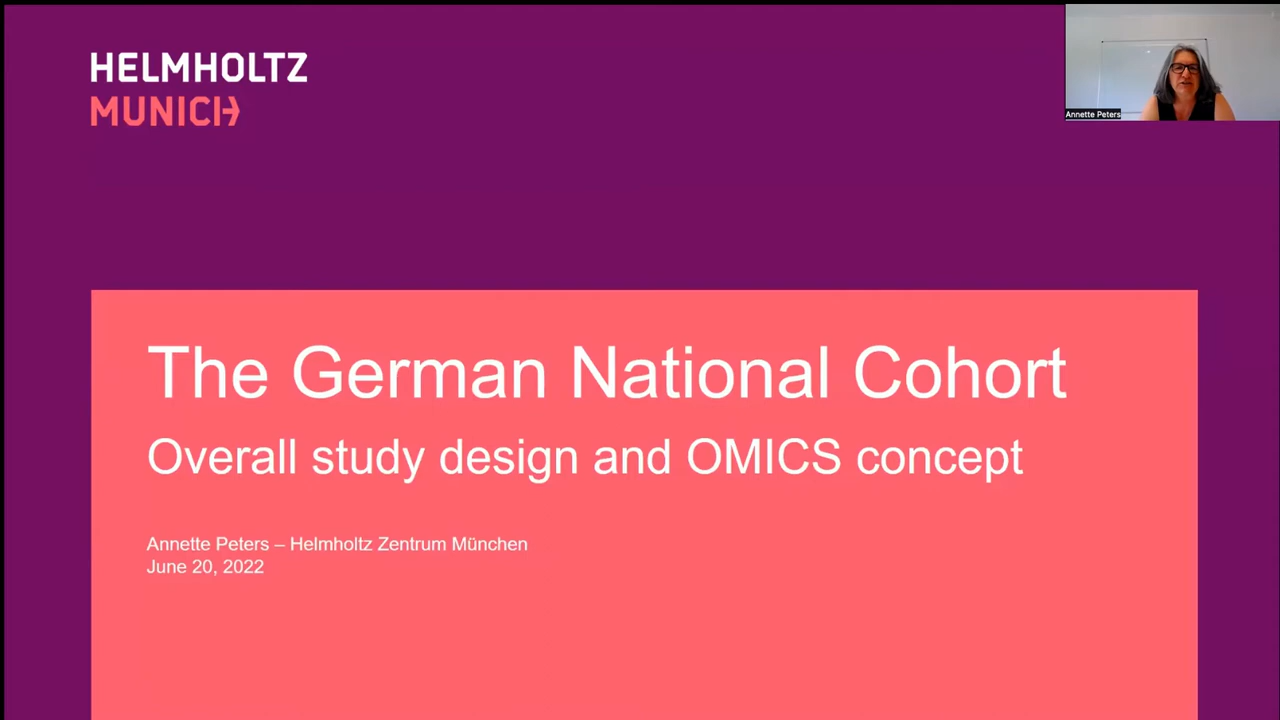 HELMHOLTZ
MUNICH
Annette Peters
The German National Cohort
Overall study design and OMICS concept
Annette Peters – Helmholtz Zentrum München
June 20, 2022